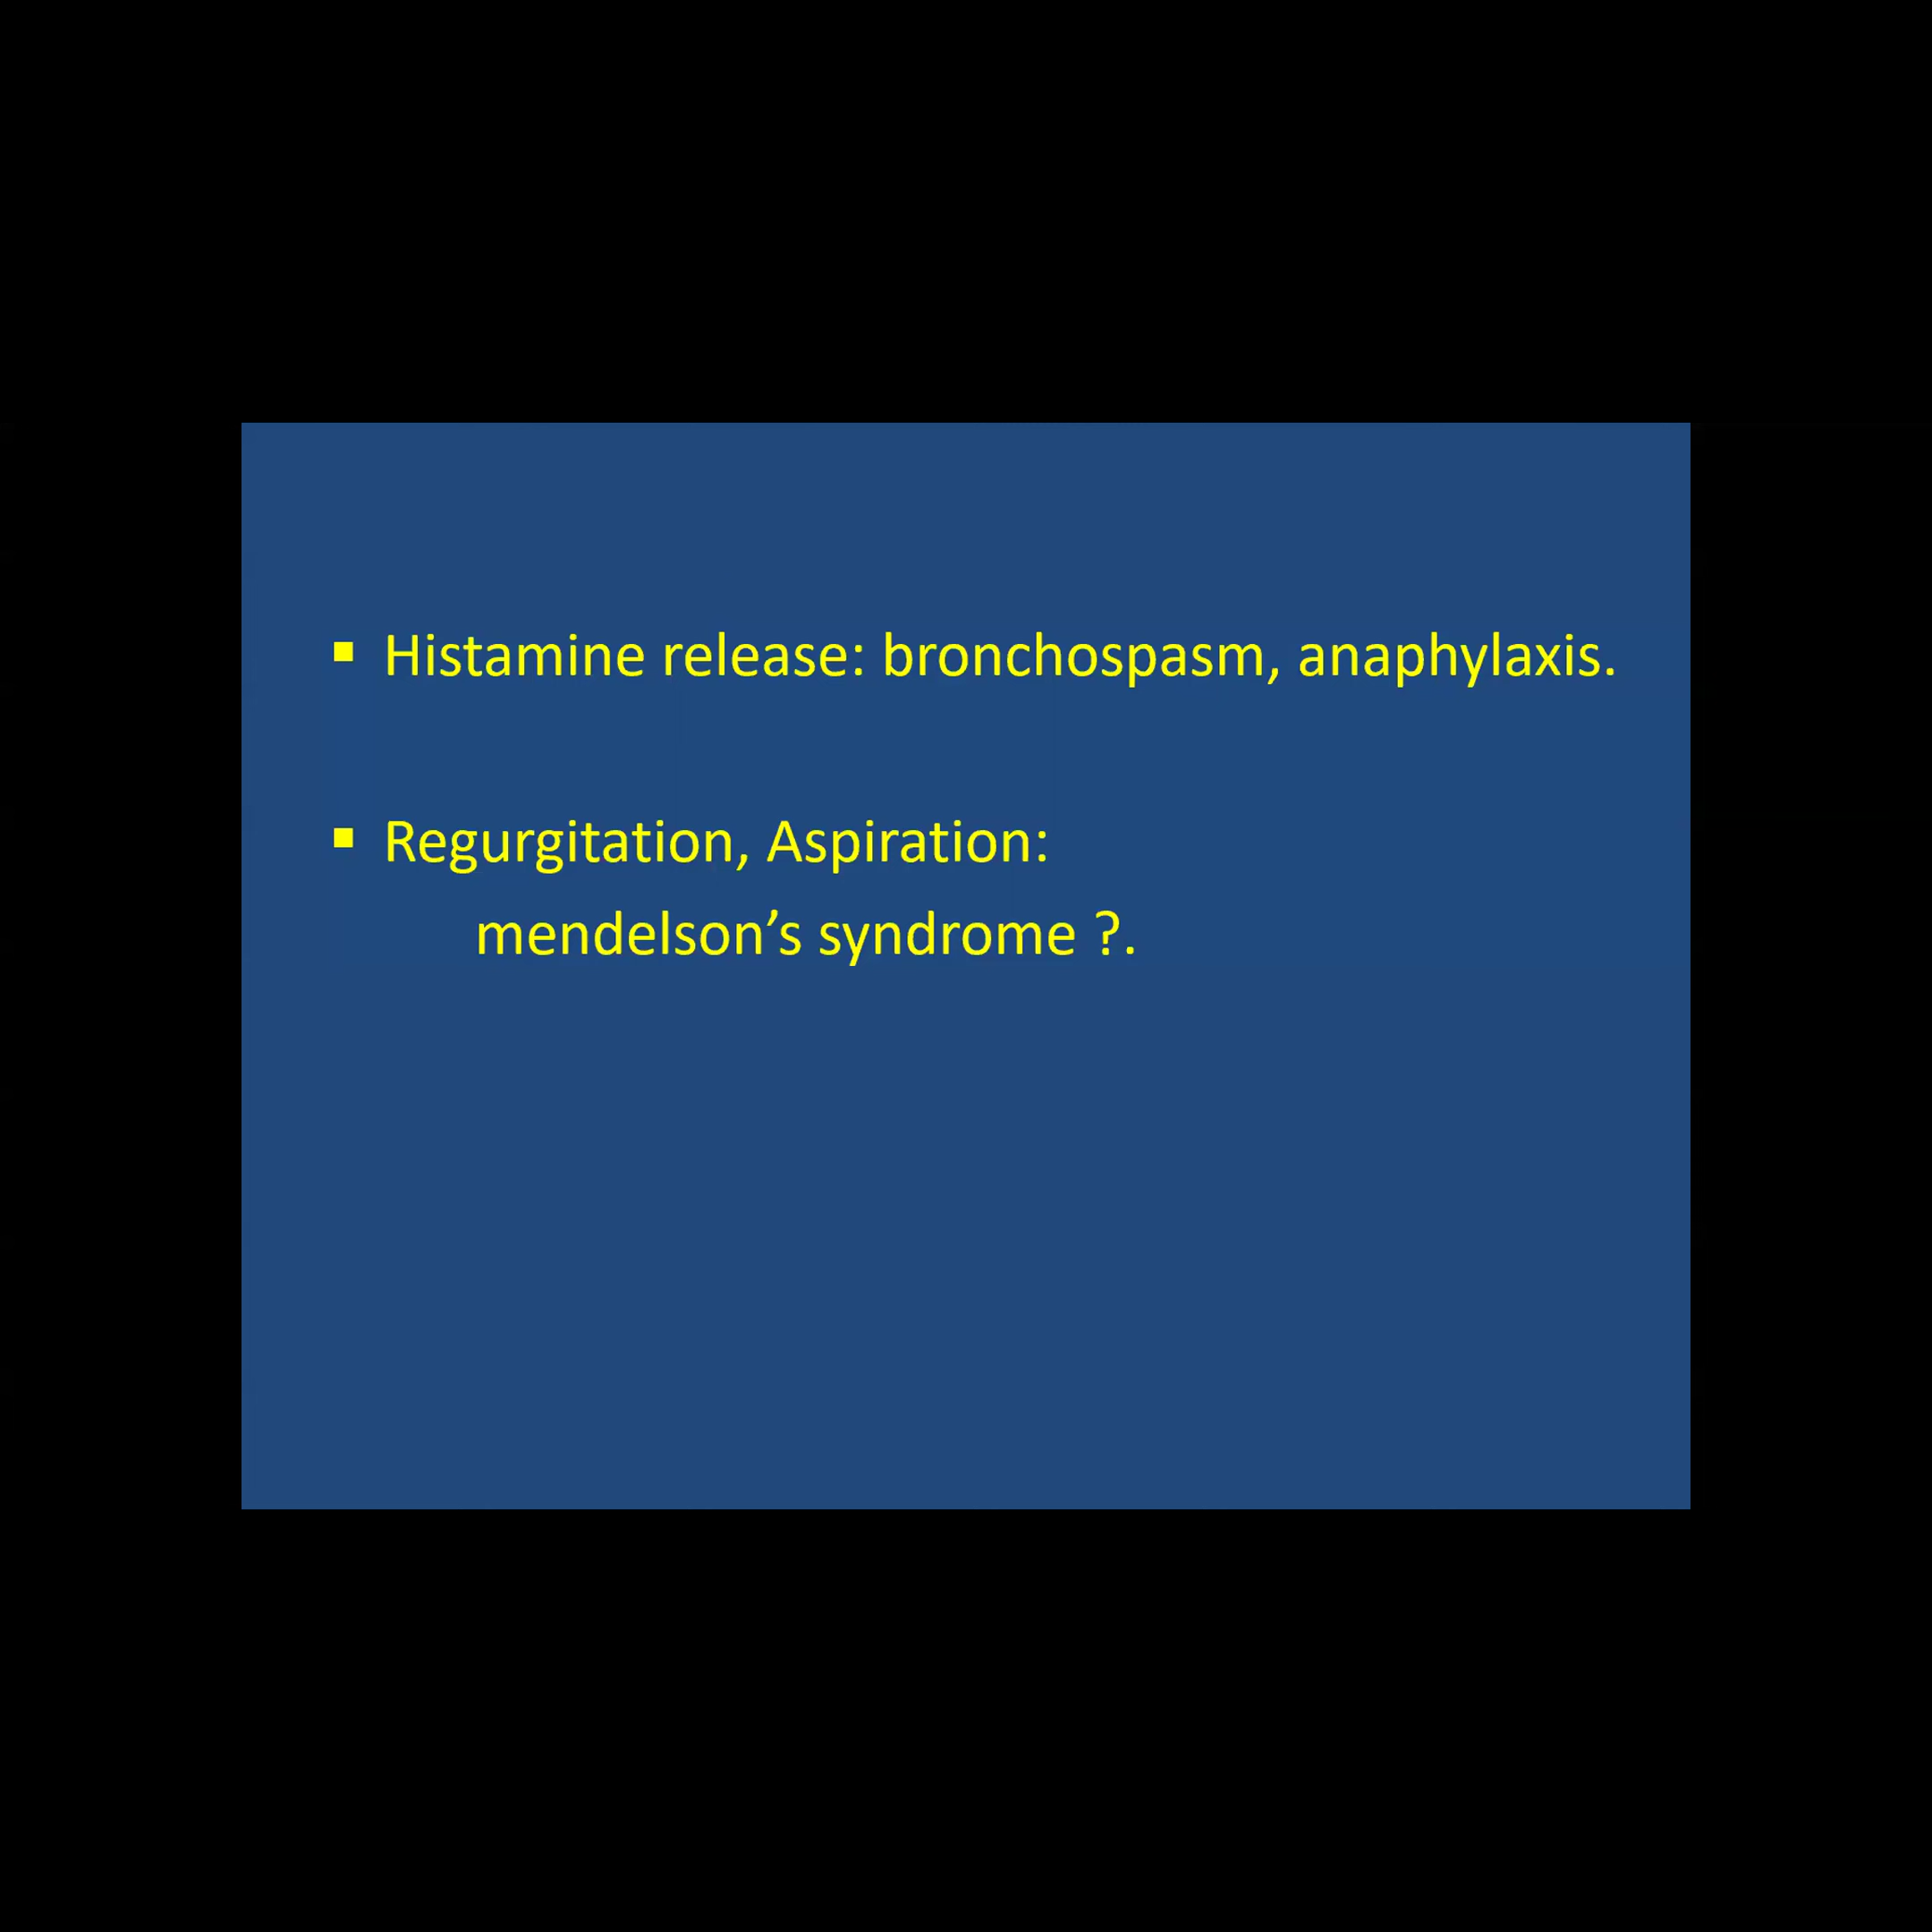 ▪ Histamine release: bronchospasm, anaphylaxis.
▪ Regurgitation, Aspiration:
mendelson’s syndrome ?.